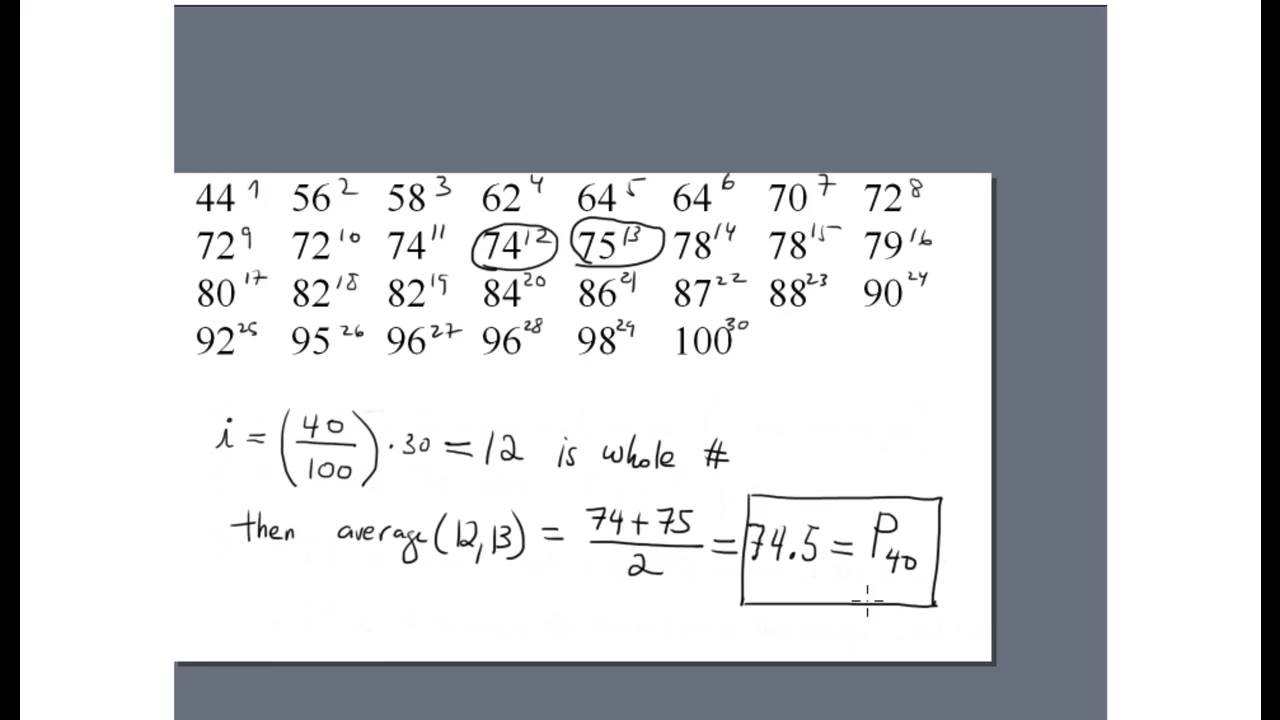 44 1 56 2 58 3 62 4 64 5 64 6 70 7 72 8
72 9 72 10 74 11 74 12 75 13 78 14 78 15 79 16
80 17 82 18 82 19 84 20 86 21 87 22 88 23 90 24
92 25 95 26 96 27 96 28 98 29 100 30
i = (40/100) · 30 = 12 is whole #
then average(12,13) = (74+75)/2 = 74.5 = P40